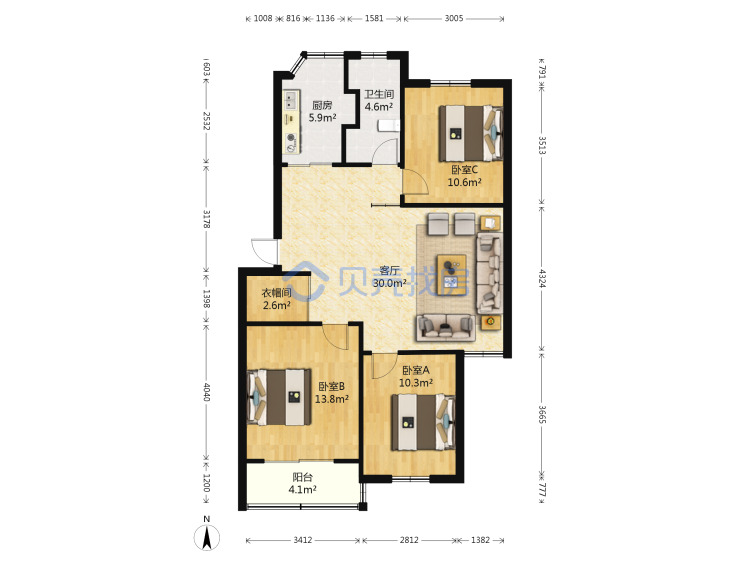 1008 816 1136 1581 3005
603
2532
3178
1398
4040
1200
791
3513
4324
3665
777
厨房
5.9m²
卫生间
4.6m²
卧室C
10.6m²
客厅
30.0m²
贝壳找房
衣帽间
2.6m²
卧室B
13.8m²
卧室A
10.3m²
阳台
4.1m²
N
3412 2812 1382